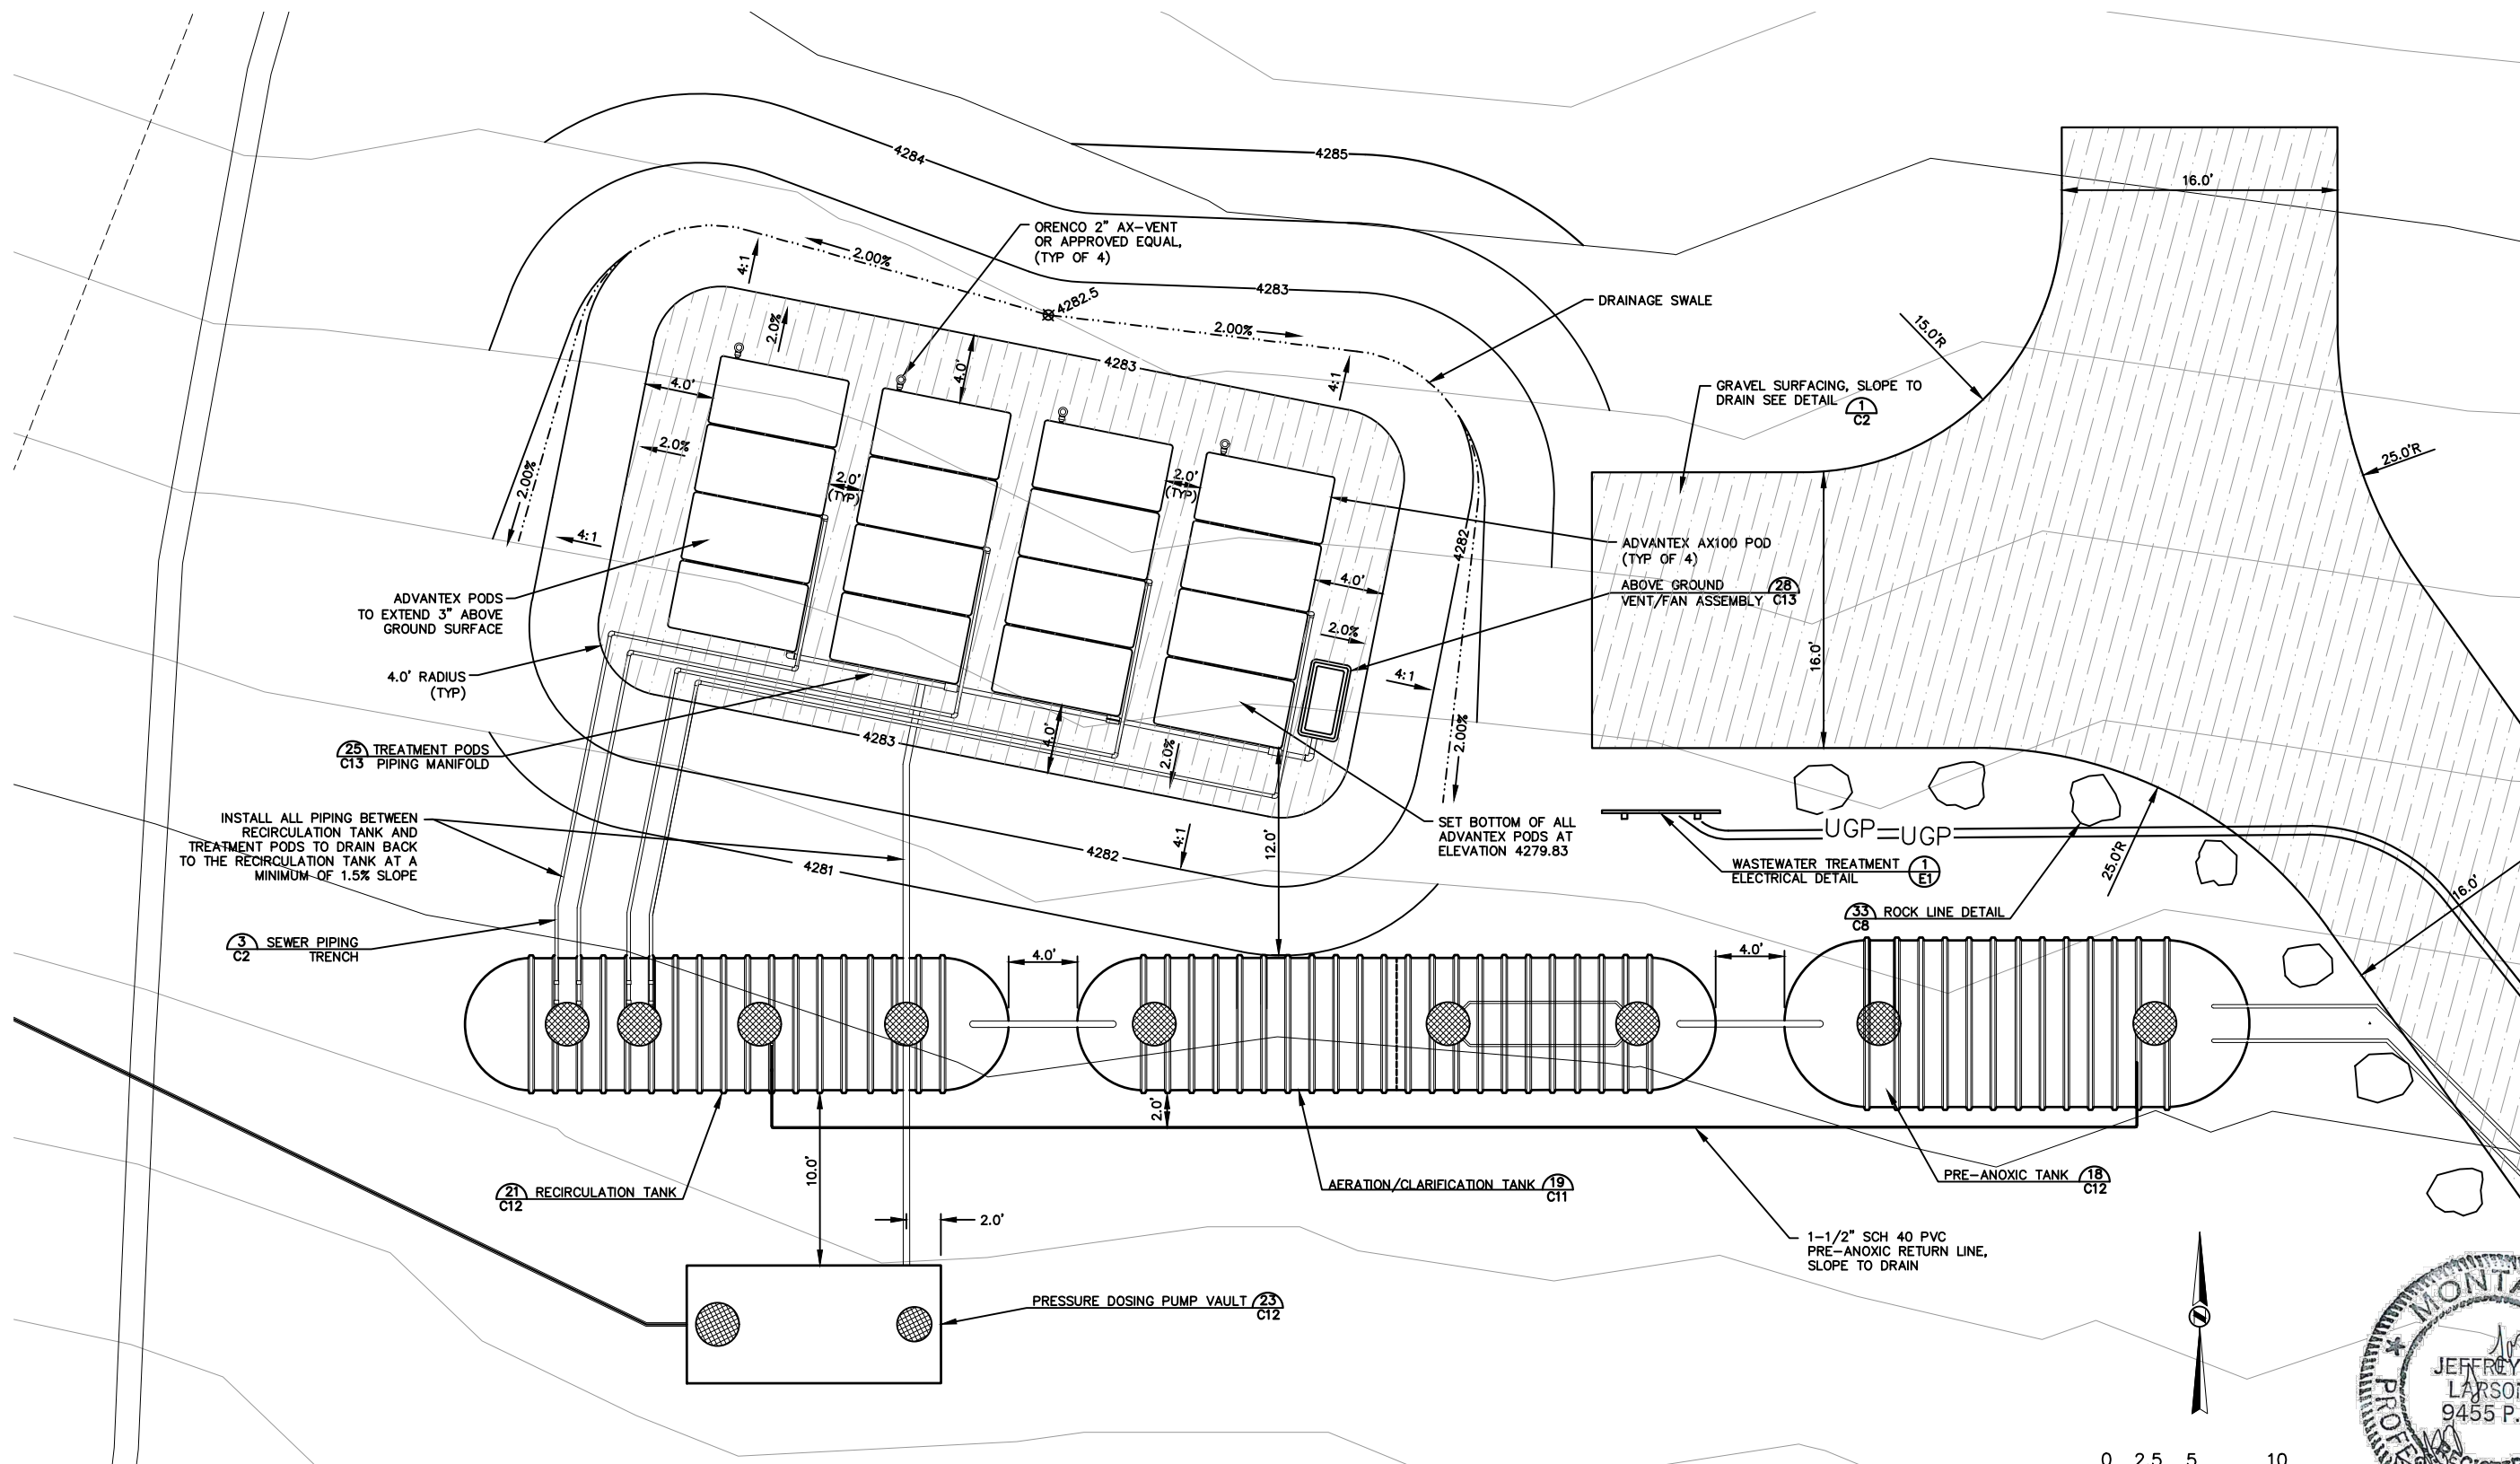 4284
4285
16.0'
ORENCO 2" AX-VENT
OR APPROVED EQUAL,
(TYP OF 4)
2.00%
4:1
4282.5
4283
2.00%
DRAINAGE SWALE
2.0%
4283
4.0'
15.0'R
4:1
4.0'
GRAVEL SURFACING, SLOPE TO
DRAIN SEE DETAIL
1
C2
2.0%
25.0'R
2.00%
2.0'
(TYP)
2.0'
(TYP)
4:1
4282
ADVANTEX AX100 POD
(TYP OF 4)
ABOVE GROUND
VENT/FAN ASSEMBLY
28
C13
4.0'
ADVANTEX PODS
TO EXTEND 3" ABOVE
GROUND SURFACE
2.0%
4.0' RADIUS
(TYP)
16.0'
4:1
25
C13
TREATMENT PODS
PIPING MANIFOLD
4283
4.0'
2.0%
2.00%
INSTALL ALL PIPING BETWEEN
RECIRCULATION TANK AND
TREATMENT PODS TO DRAIN BACK
TO THE RECIRCULATION TANK AT A
MINIMUM OF 1.5% SLOPE
SET BOTTOM OF ALL
ADVANTEX PODS AT
ELEVATION 4279.83
UGP
UGP
4:1
12.0'
4282
4281
WASTEWATER TREATMENT
ELECTRICAL DETAIL
1
E1
25.0'R
16.0'
33
C8
ROCK LINE DETAIL
3
C2
SEWER PIPING
TRENCH
4.0'
4.0'
2.0'
10.0'
21
C12
RECIRCULATION TANK
AERATION/CLARIFICATION TANK
19
C11
PRE-ANOXIC TANK
18
C12
2.0'
1-1/2" SCH 40 PVC
PRE-ANOXIC RETURN LINE,
SLOPE TO DRAIN
PRESSURE DOSING PUMP VAULT
23
C12
MONTA
JEFFREY
LARSO
9455 P.
PROFE
0 2.5 5 10